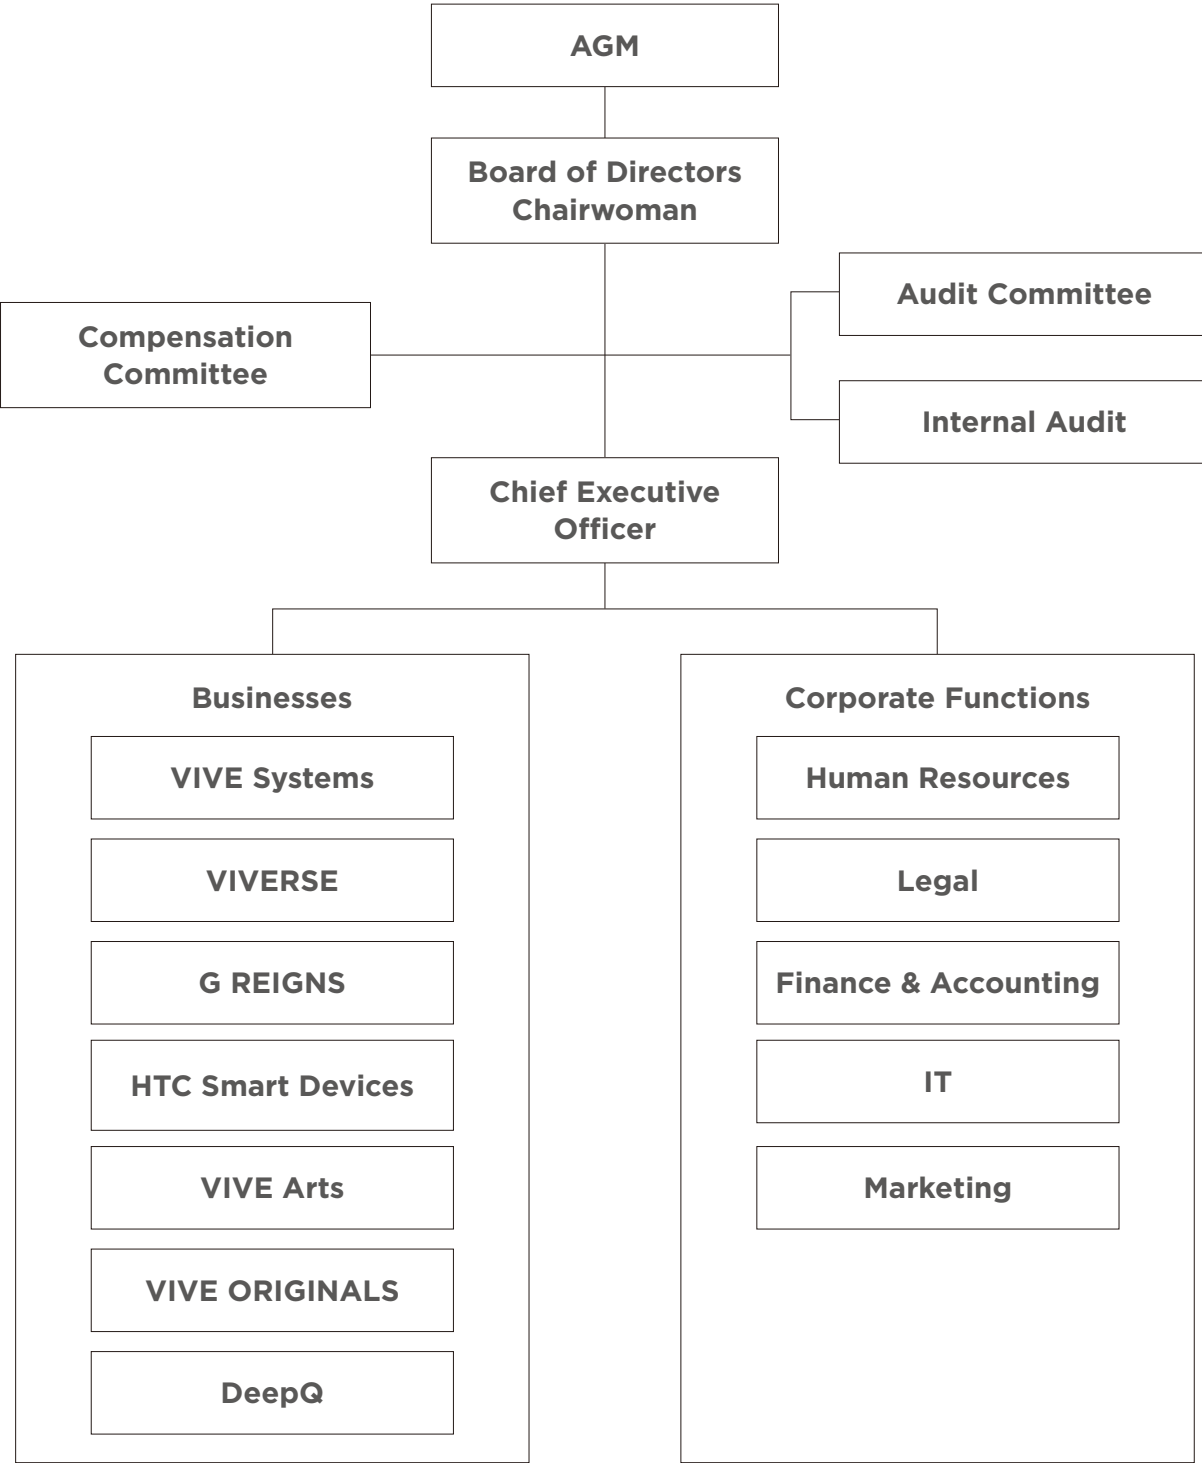 AGM
Board of Directors
Chairwoman
Audit Committee
Compensation
Committee
Internal Audit
Chief Executive
Officer
Businesses
VIVE Systems
VIVERSE
G REIGNS
HTC Smart Devices
VIVE Arts
VIVE ORIGINALS
DeepQ
Corporate Functions
Human Resources
Legal
Finance & Accounting
IT
Marketing